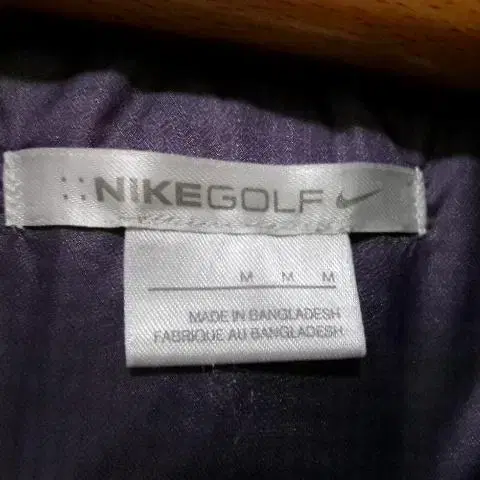 NIKEGOLF
M M M
MADE IN BANGLADESH
FABRIQUE AU BANGLADESH